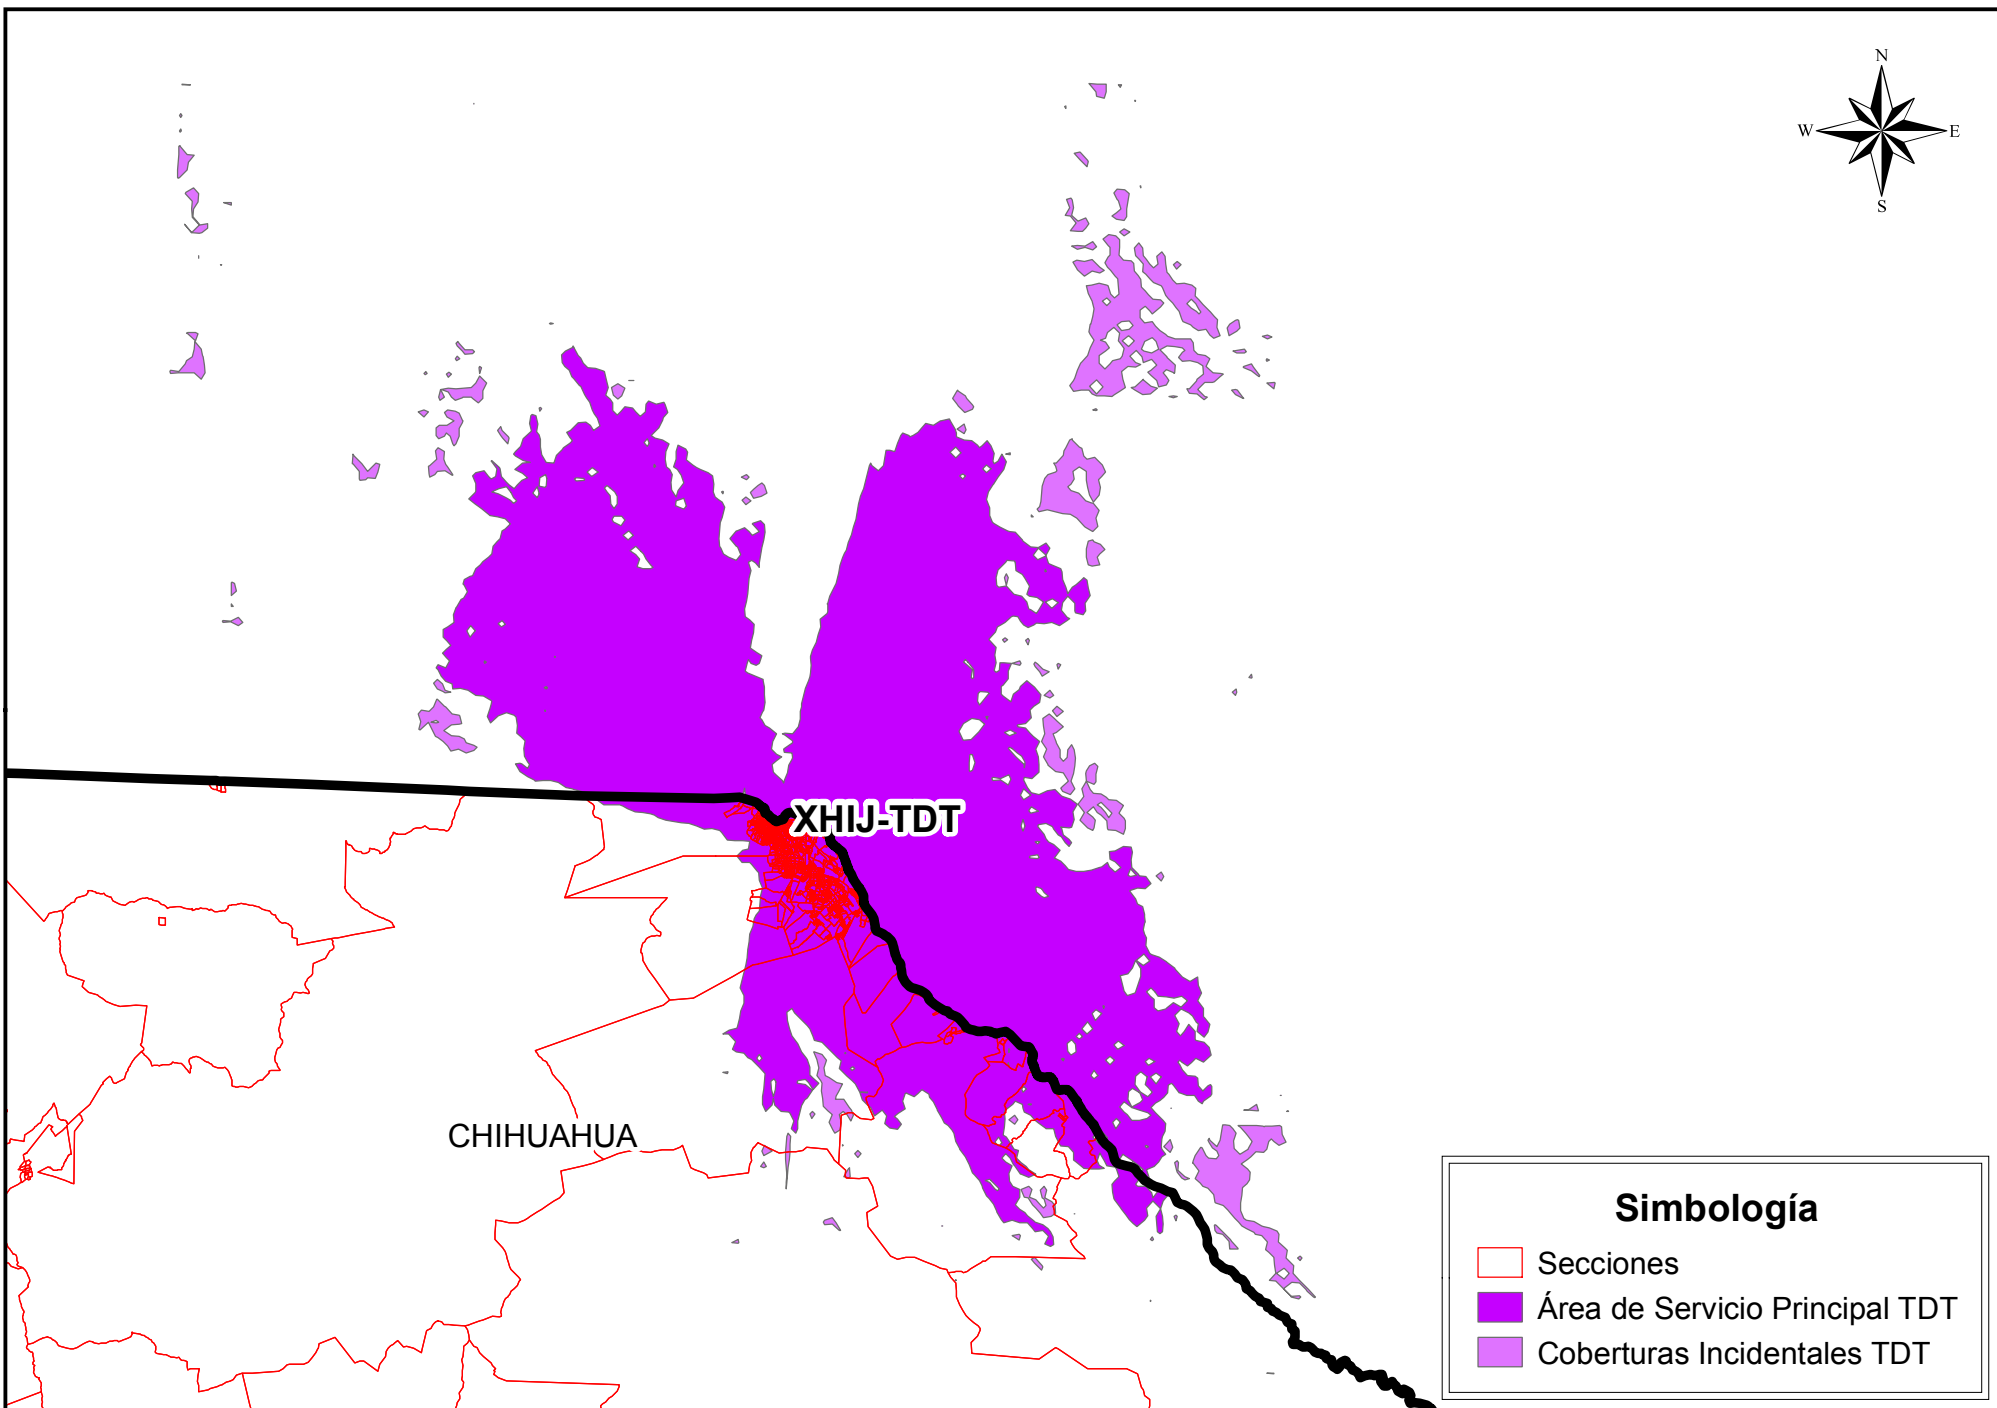 N
W E
S
XHIJ-TDT
CHIHUAHUA
Simbología
Secciones
Área de Servicio Principal TDT
Coberturas Incidentales TDT